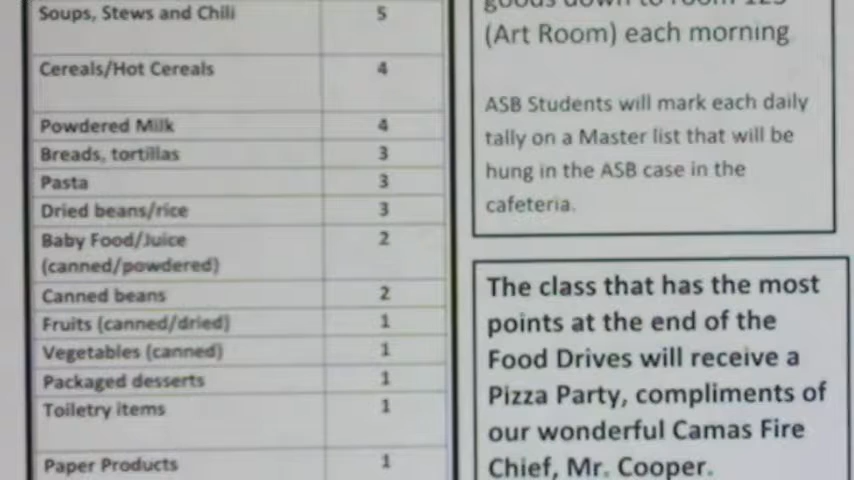 Soups, Stews and Chili 5
Cereals/Hot Cereals 4
Powdered Milk 4
Breads, tortillas 3
Pasta 3
Dried beans/rice 3
Baby Food/Juice 2
(canned/powdered)
Canned beans 2
Fruits (canned/dried) 1
Vegetables (canned) 1
Packaged desserts 1
Toiletry items 1
Paper Products 1
goods down to room 123
(Art Room) each morning
ASB Students will mark each daily
tally on a Master list that will be
hung in the ASB case in the
cafeteria.
The class that has the most
points at the end of the
Food Drives will receive a
Pizza Party, compliments of
our wonderful Camas Fire
Chief, Mr. Cooper.